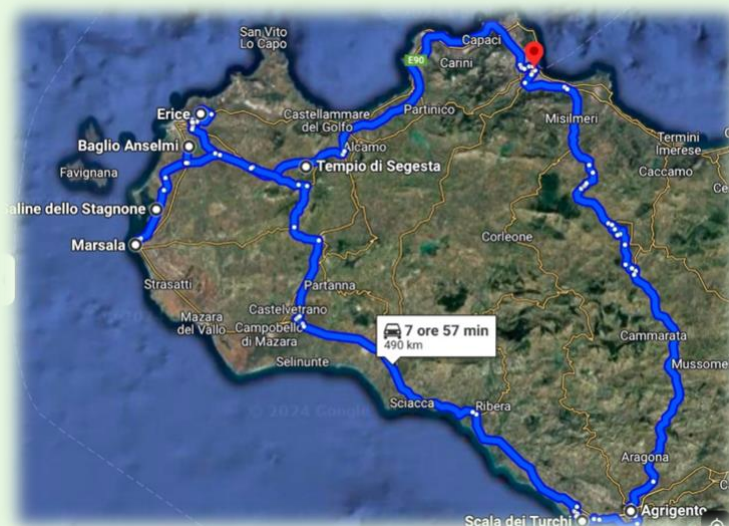 San Vito
Lo Capo
Capaci
E90
Carini
Erice
Castellammare
del Golfo
Partinico
Misilmeri
Baglio Anselmi
Alcamo
Termini
Imerese
Favignana
Tempio di Segesta
Caccamo
Saline dello Stagnone
Corleone
Marsala
Strasatti
Partanna
Mazara
del Vallo
Castelvetrano
Campobello
di Mazara
7 ore 57 min
490 km
Cammarata
Selinunte
Mussome
© 2024 Google
Sciacca
Ribera
Aragona
Agrigento
Scala dei Turchi